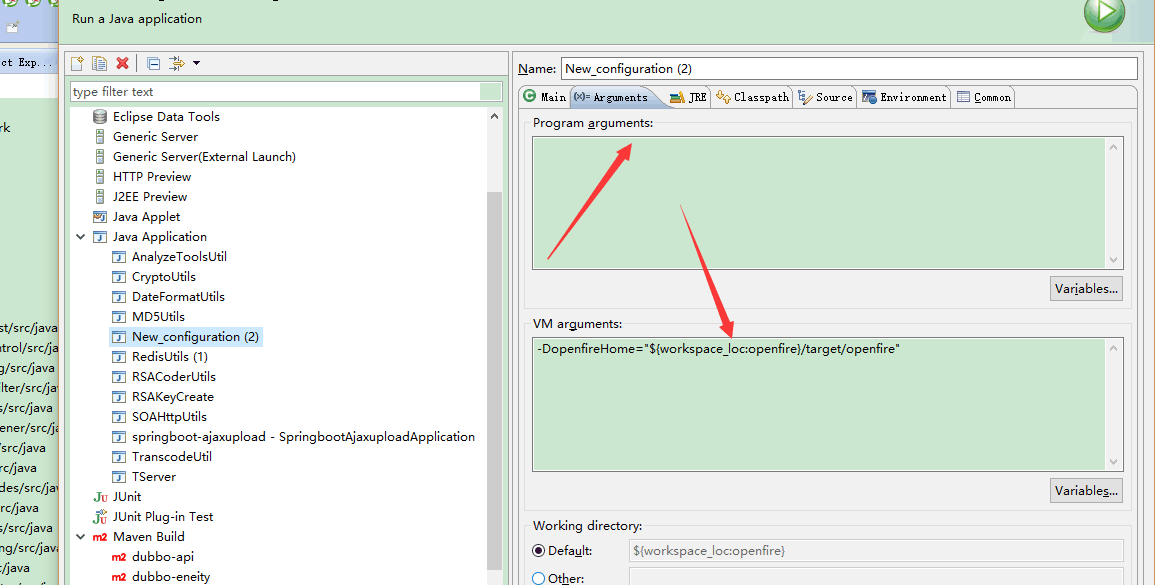 Run a Java application
ct Exp...
rk
st/src/java
ntrol/src/ja
g/src/java
ilter/src/ja
s/src/java
ener/src/ja
/src/java
rc/java
des/src/jav
rc/java
s/src/java
ng/src/java
:/java
type filter text
Eclipse Data Tools
Generic Server
Generic Server(External Launch)
HTTP Preview
J2EE Preview
Java Applet
Java Application
AnalyzeToolsUtil
CryptoUtils
DateFormatUtils
MD5Utils
New_configuration (2)
RedisUtils (1)
RSACoderUtils
RSAKeyCreate
SOAHttpUtils
springboot-ajaxupload - SpringbootAjaxuploadApplication
TranscodeUtil
TServer
JUnit
JUnit Plug-in Test
Maven Build
dubbo-api
dubbo-eneity
Name: New_configuration (2)
Main (x)= Arguments JRE Classpath Source Environment Common
Program arguments:
Variables...
VM arguments:
-DopenfireHome="${workspace_loc:openfire}/target/openfire"
Variables...
Working directory:
Default: ${workspace_loc:openfire}
Other: